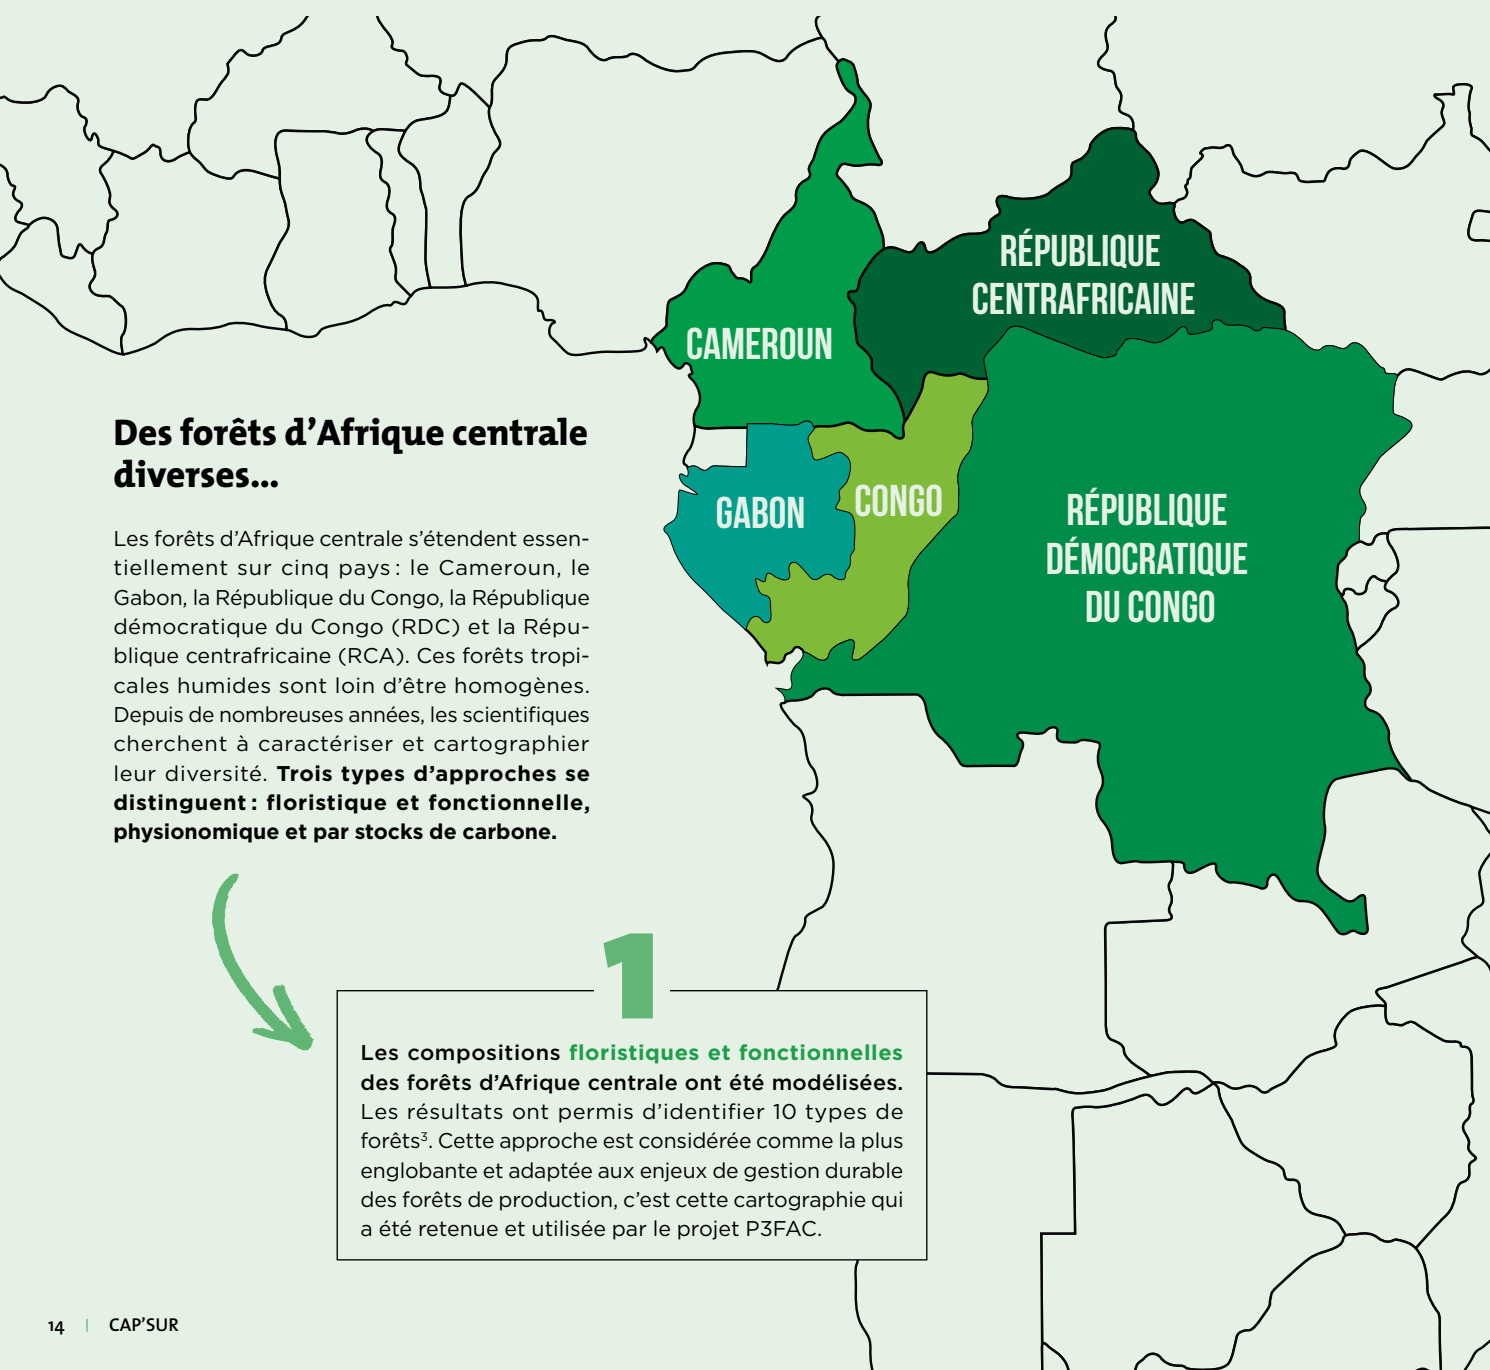 RÉPUBLIQUE
CENTRAFRICAINE
CAMEROUN
GABON
CONGO
RÉPUBLIQUE
DÉMOCRATIQUE
DU CONGO
Des forêts d’Afrique centrale
diverses...
Les forêts d’Afrique centrale s’étendent essen-
tiellement sur cinq pays : le Cameroun, le
Gabon, la République du Congo, la République
démocratique du Congo (RDC) et la Répu-
blique centrafricaine (RCA). Ces forêts tropi-
cales humides sont loin d’être homogènes.
Depuis de nombreuses années, les scientifiques
cherchent à caractériser et cartographier
leur diversité. Trois types d’approches se
distinguent : floristique et fonctionnelle,
physionomique et par stocks de carbone.
1
Les compositions floristiques et fonctionnelles
des forêts d’Afrique centrale ont été modélisées.
Les résultats ont permis d’identifier 10 types de
forêts³. Cette approche est considérée comme la plus
englobante et adaptée aux enjeux de gestion durable
des forêts de production, c’est cette cartographie qui
a été retenue et utilisée par le projet P3FAC.
14 | CAP’SUR